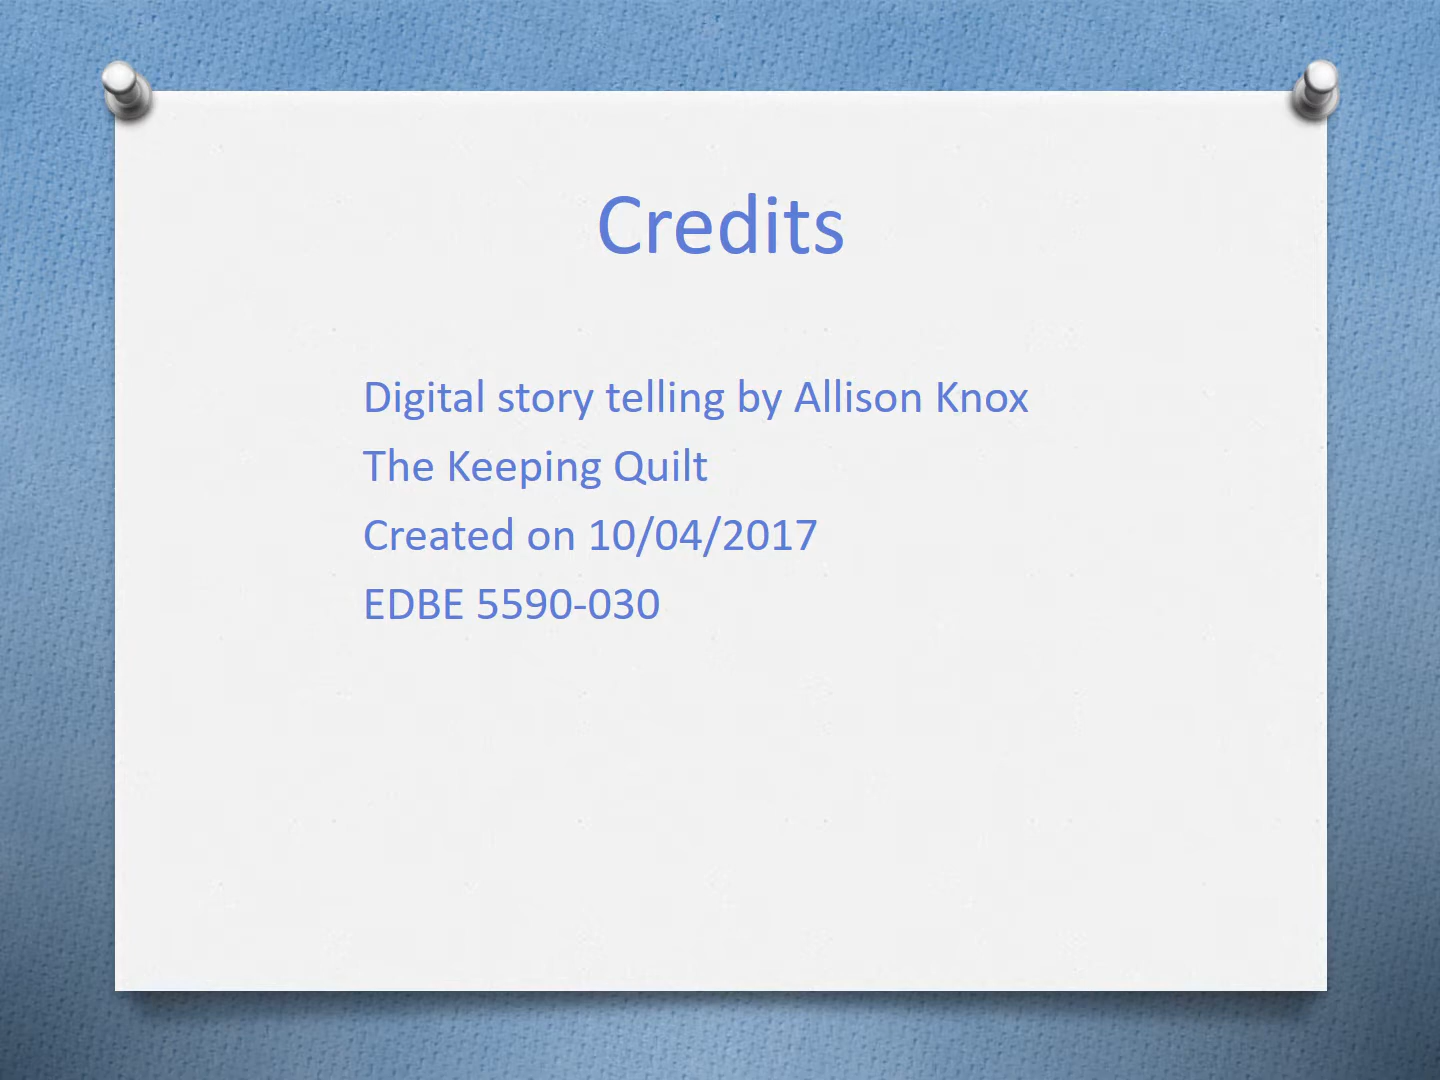 Credits
Digital story telling by Allison Knox
The Keeping Quilt
Created on 10/04/2017
EDBE 5590-030